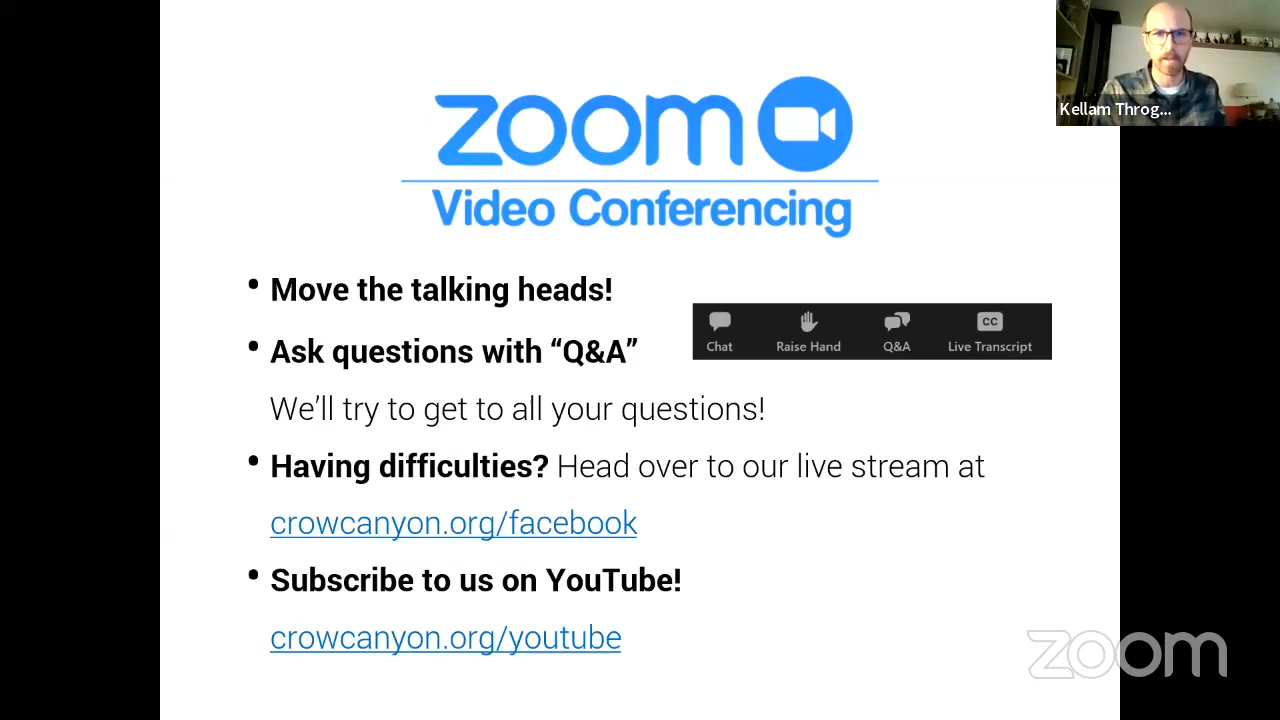 Kellam Throg...
zoom
Video Conferencing
• Move the talking heads!
• Ask questions with “Q&A”
Chat
Raise Hand
Q&A
CC
Live Transcript
We’ll try to get to all your questions!
• Having difficulties? Head over to our live stream at
crowcanyon.org/facebook
• Subscribe to us on YouTube!
crowcanyon.org/youtube
zoom